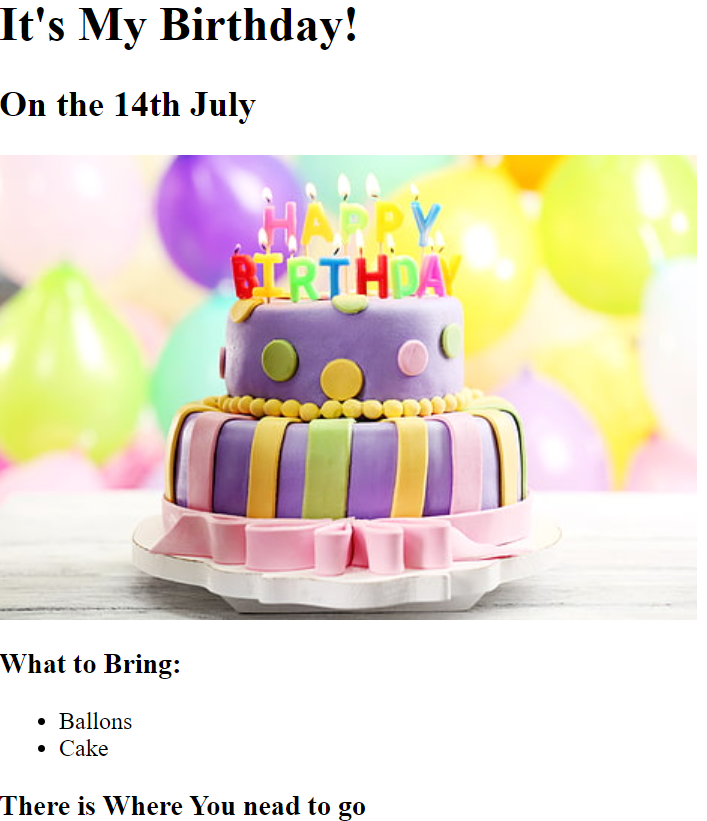 It's My Birthday!
On the 14th July
HAPPY
BIRTHDAY
What to Bring:
Ballons
Cake
There is Where You nead to go